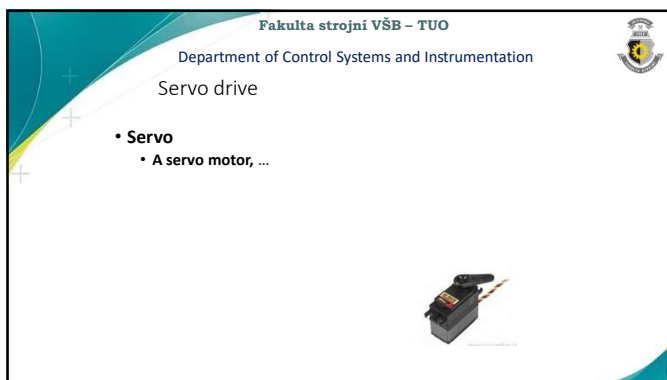 Fakulta strojní VŠB – TUO
Department of Control Systems and Instrumentation
Servo drive
• Servo
• A servo motor, ...